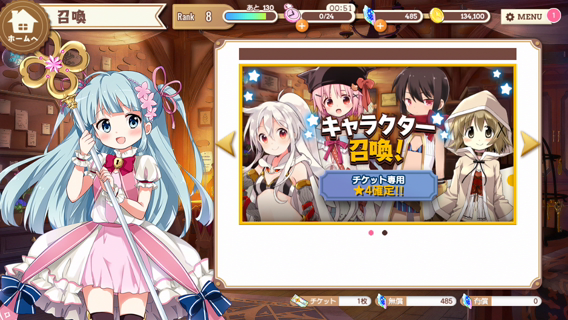 召喚
Rank 8
あと 130
00:51
0/24
485
134,100
MENU
1
ホームへ
キャラクター
召喚!
チケット専用
★4確定!!
チケット 1枚
無償 485
有償 0